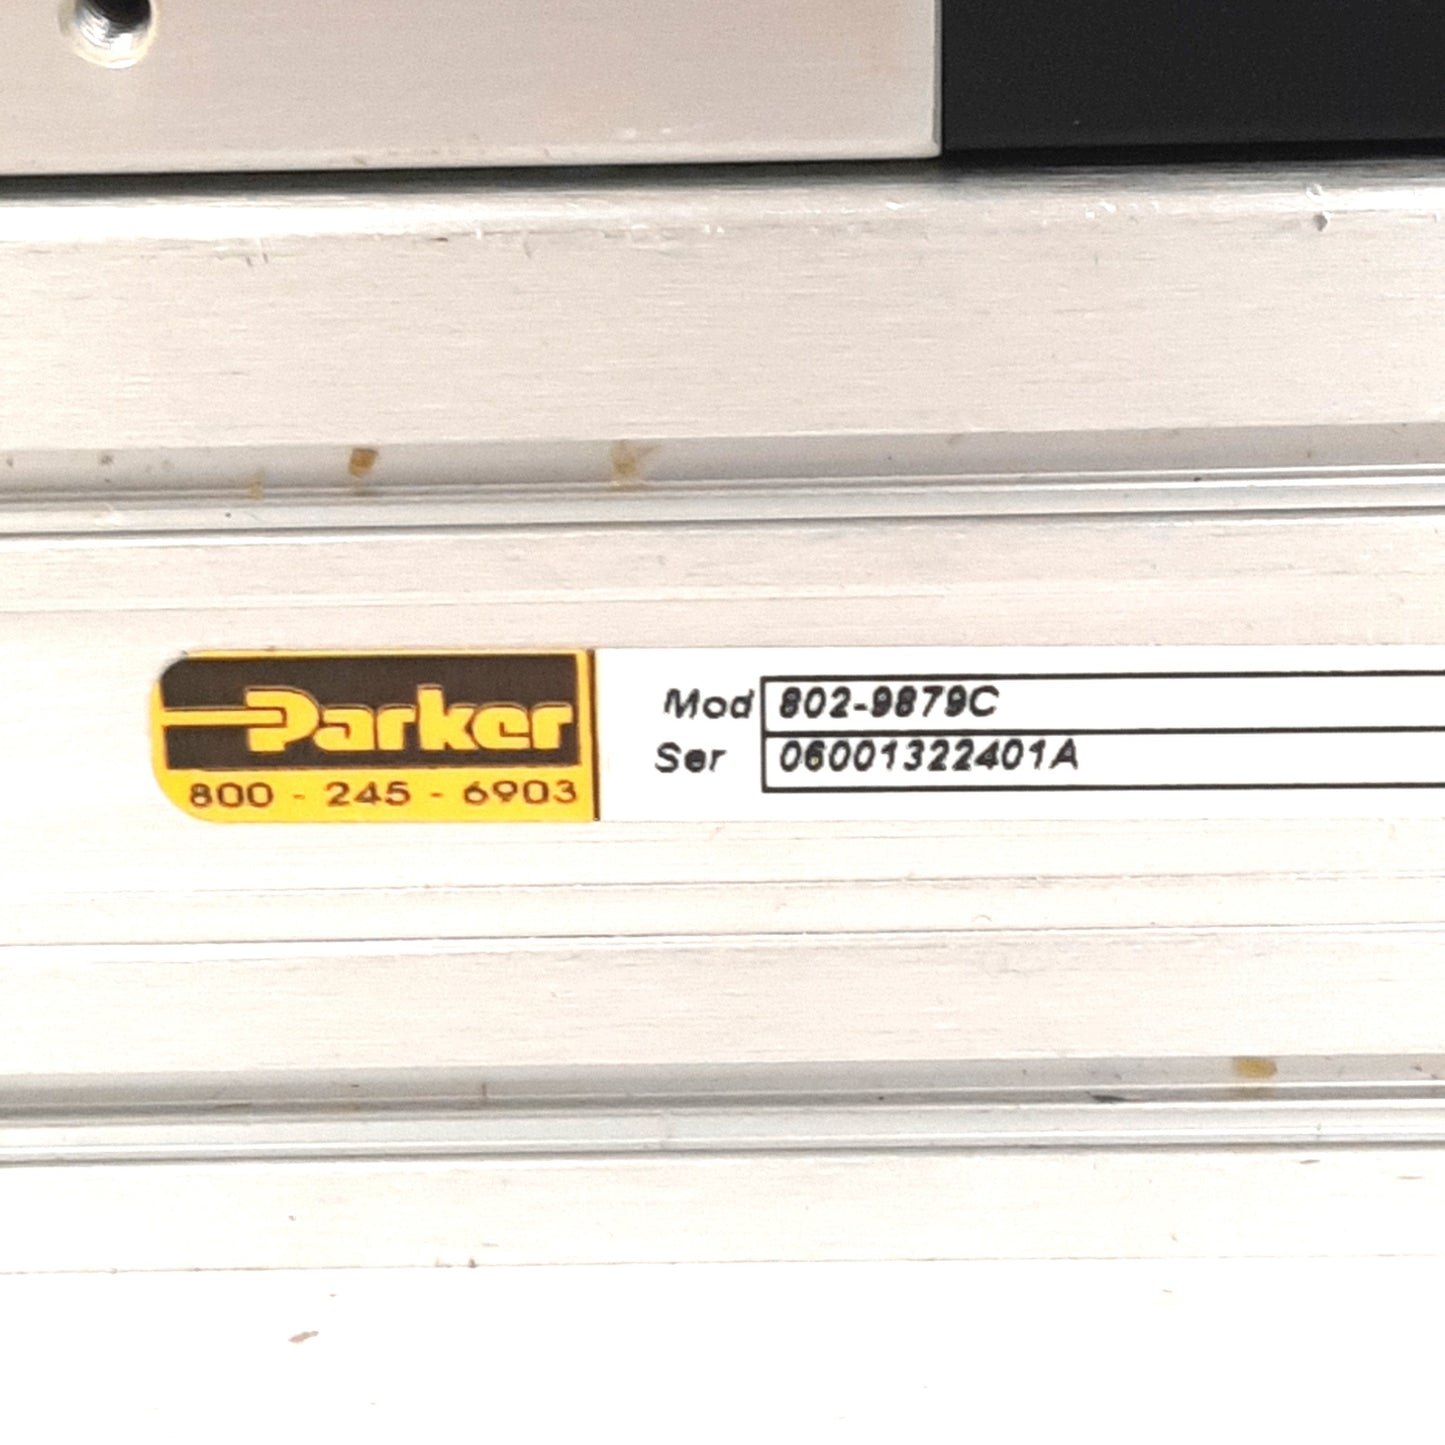 Parker
800 - 245 - 6903
Mod 802-9879C
Ser 06001322401A